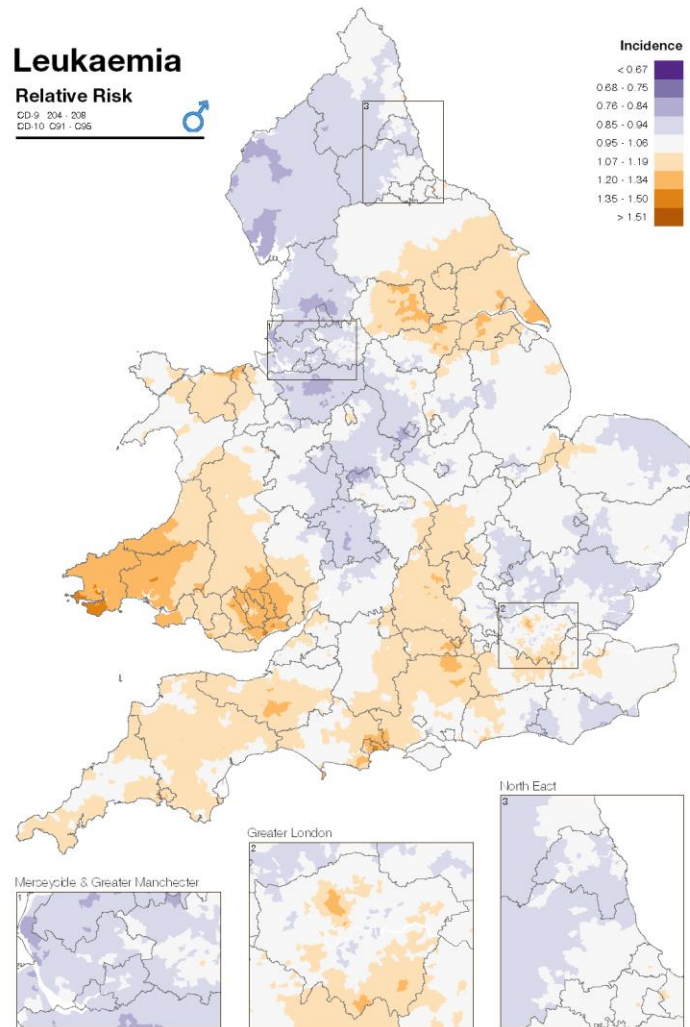 Leukaemia
Relative Risk
ICD-9 204 - 208
ICD-10 C91 - C95
Incidence
< 0.67
0.68 - 0.75
0.76 - 0.84
0.85 - 0.94
0.95 - 1.06
1.07 - 1.19
1.20 - 1.34
1.35 - 1.50
> 1.51
3
1
2
North East
3
Greater London
2
Merseyside & Greater Manchester
1